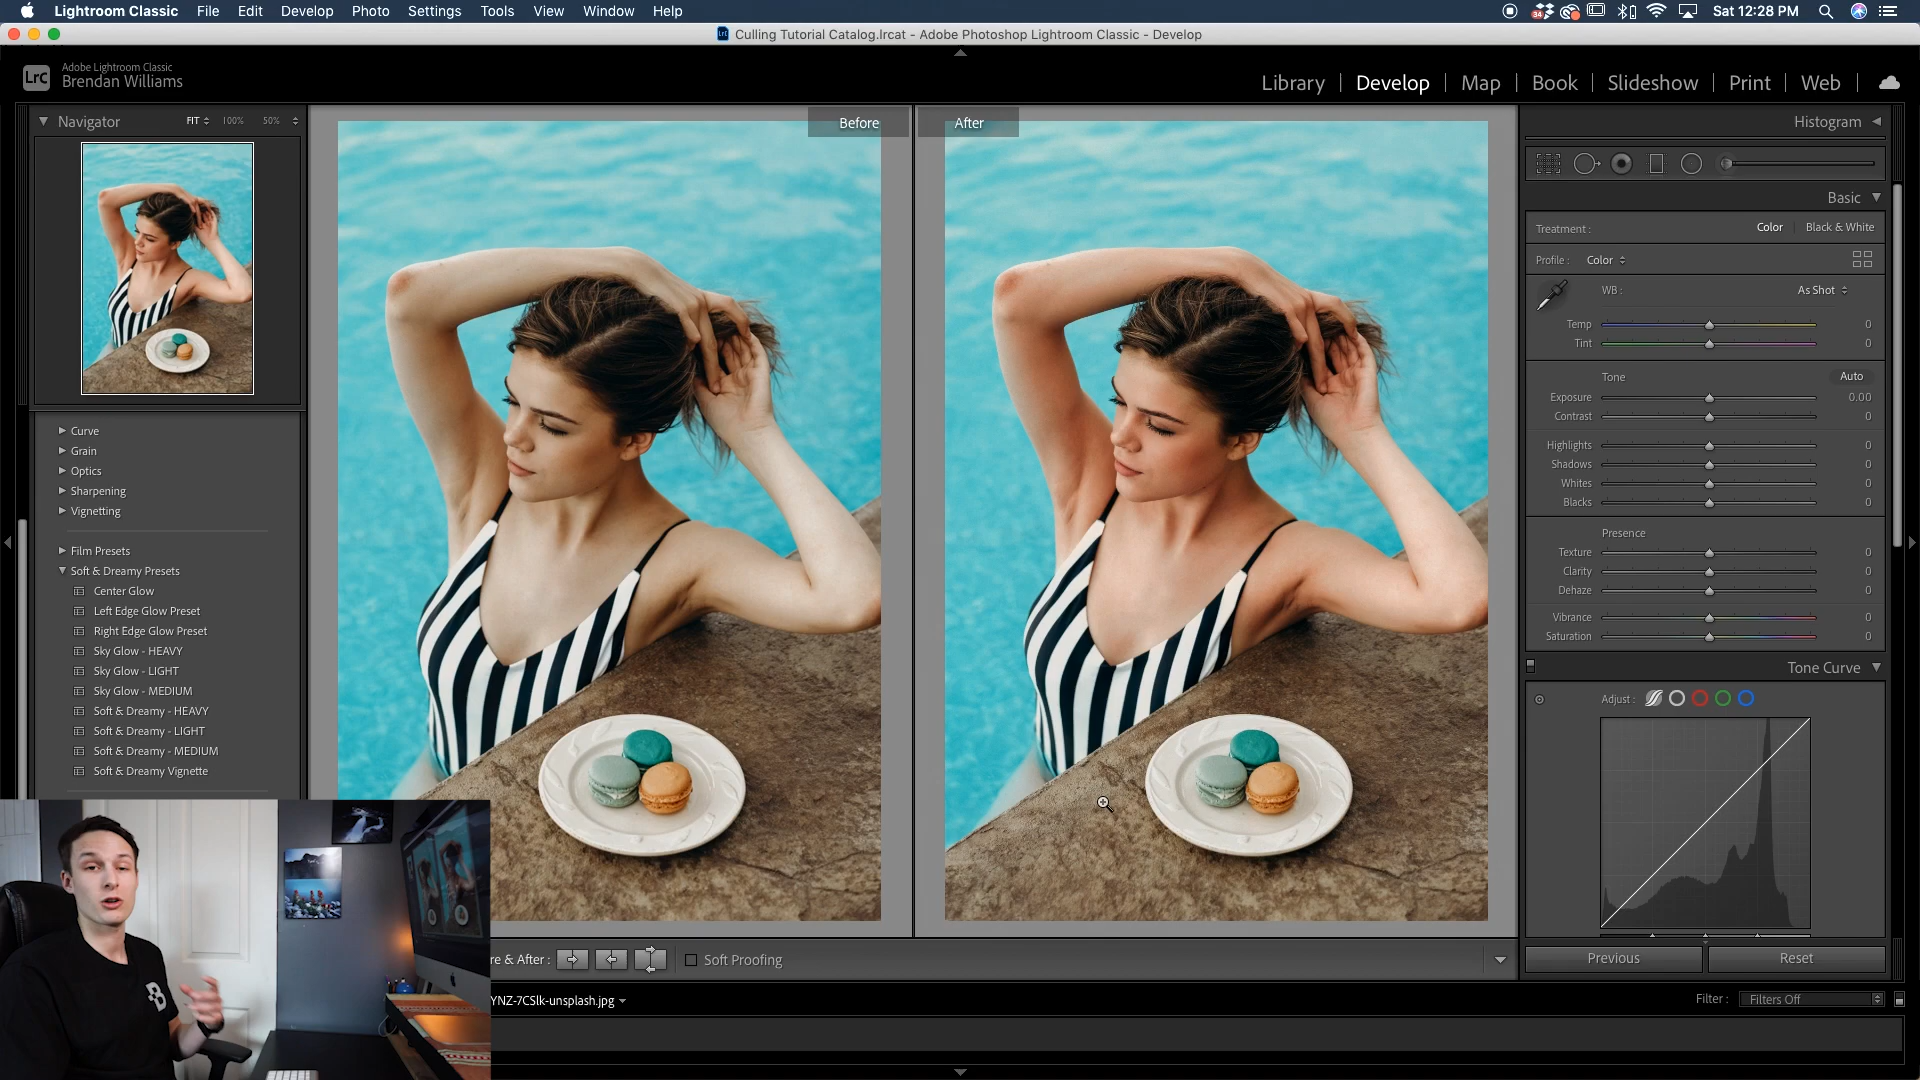 Lightroom Classic File Edit Develop Photo Settings Tools View Window Help
34 Sat 12:28 PM
LrC Culling Tutorial Catalog.lrcat - Adobe Photoshop Lightroom Classic - Develop
LrC Adobe Lightroom Classic
Brendan Williams
Library | Develop | Map | Book | Slideshow | Print | Web |
Navigator FIT 100% 50%
Before
After
Histogram
Curve
Grain
Optics
Sharpening
Vignetting
Film Presets
Soft & Dreamy Presets
Center Glow
Left Edge Glow Preset
Right Edge Glow Preset
Sky Glow - HEAVY
Sky Glow - LIGHT
Sky Glow - MEDIUM
Soft & Dreamy - HEAVY
Soft & Dreamy - LIGHT
Soft & Dreamy - MEDIUM
Soft & Dreamy Vignette
Basic
Treatment : Color | Black & White
Profile : Color
WB : As Shot
Temp 0
Tint 0
Tone Auto
Exposure 0.00
Contrast 0
Highlights 0
Shadows 0
Whites 0
Blacks 0
Presence
Texture 0
Clarity 0
Dehaze 0
Vibrance 0
Saturation 0
Tone Curve
Adjust :
re & After : Soft Proofing
Previous Reset
YNZ-7CSlk-unsplash.jpg
Filter : Filters Off
B